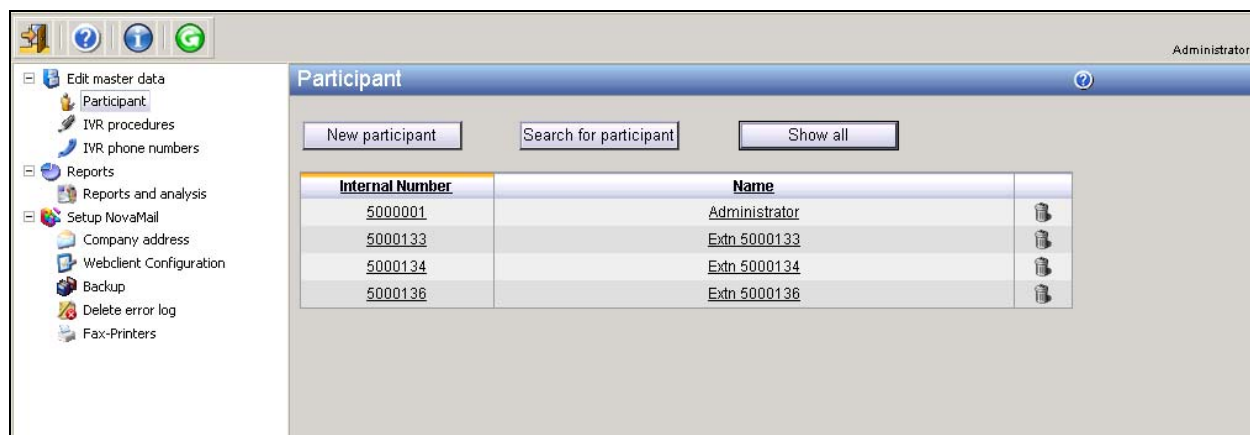 Administrator
Edit master data
Participant
IVR procedures
IVR phone numbers
Reports
Reports and analysis
Setup NovaMail
Company address
Webclient Configuration
Backup
Delete error log
Fax-Printers
Participant
New participant Search for participant Show all
Internal Number Name
5000001 Administrator
5000133 Extn 5000133
5000134 Extn 5000134
5000136 Extn 5000136